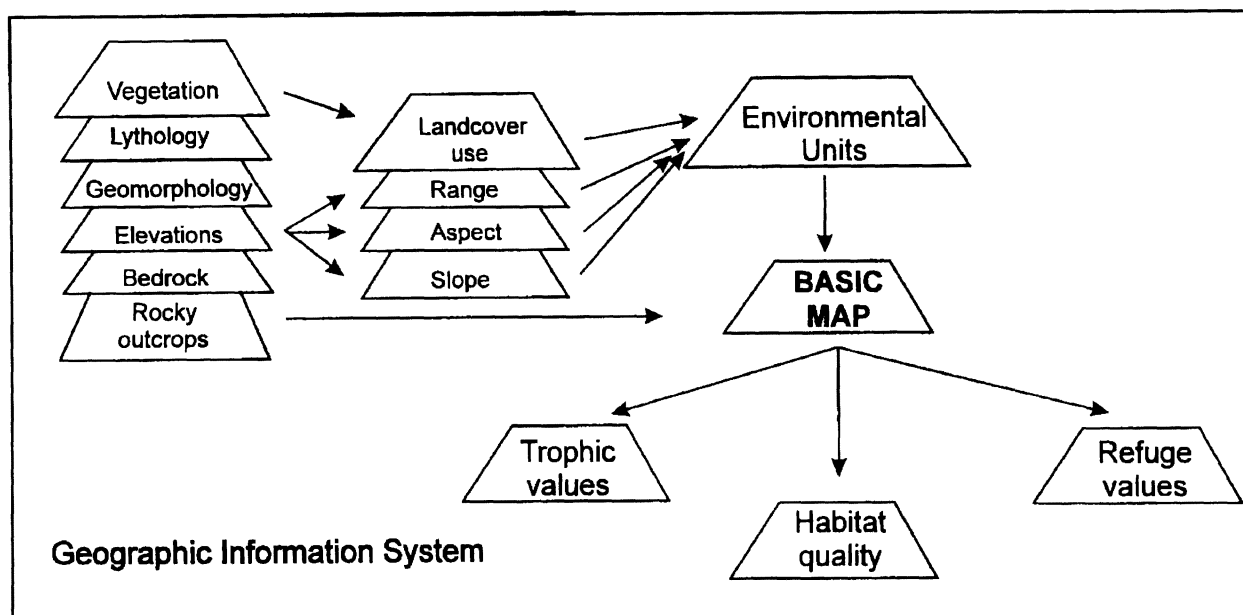 Vegetation
Lythology
Geomorphology
Elevations
Bedrock
Rocky
outcrops
Landcover
use
Range
Aspect
Slope
Environmental
Units
BASIC
MAP
Trophic
values
Habitat
quality
Refuge
values
Geographic Information System